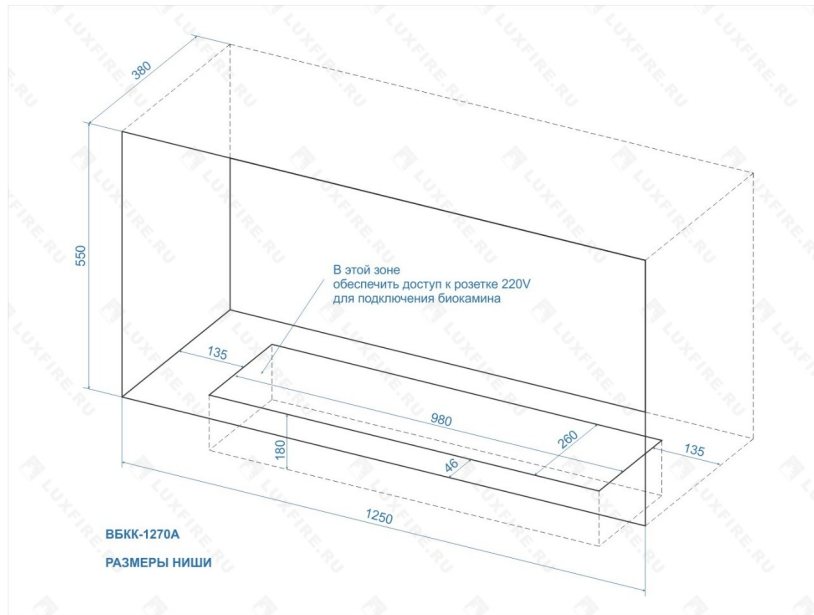 380
550
В этой зоне
обеспечить доступ к розетке 220V
для подключения биокамина
135
980
260
135
180
46
1250
ВБКК-1270А
РАЗМЕРЫ НИШИ
LUXFIRE.RU